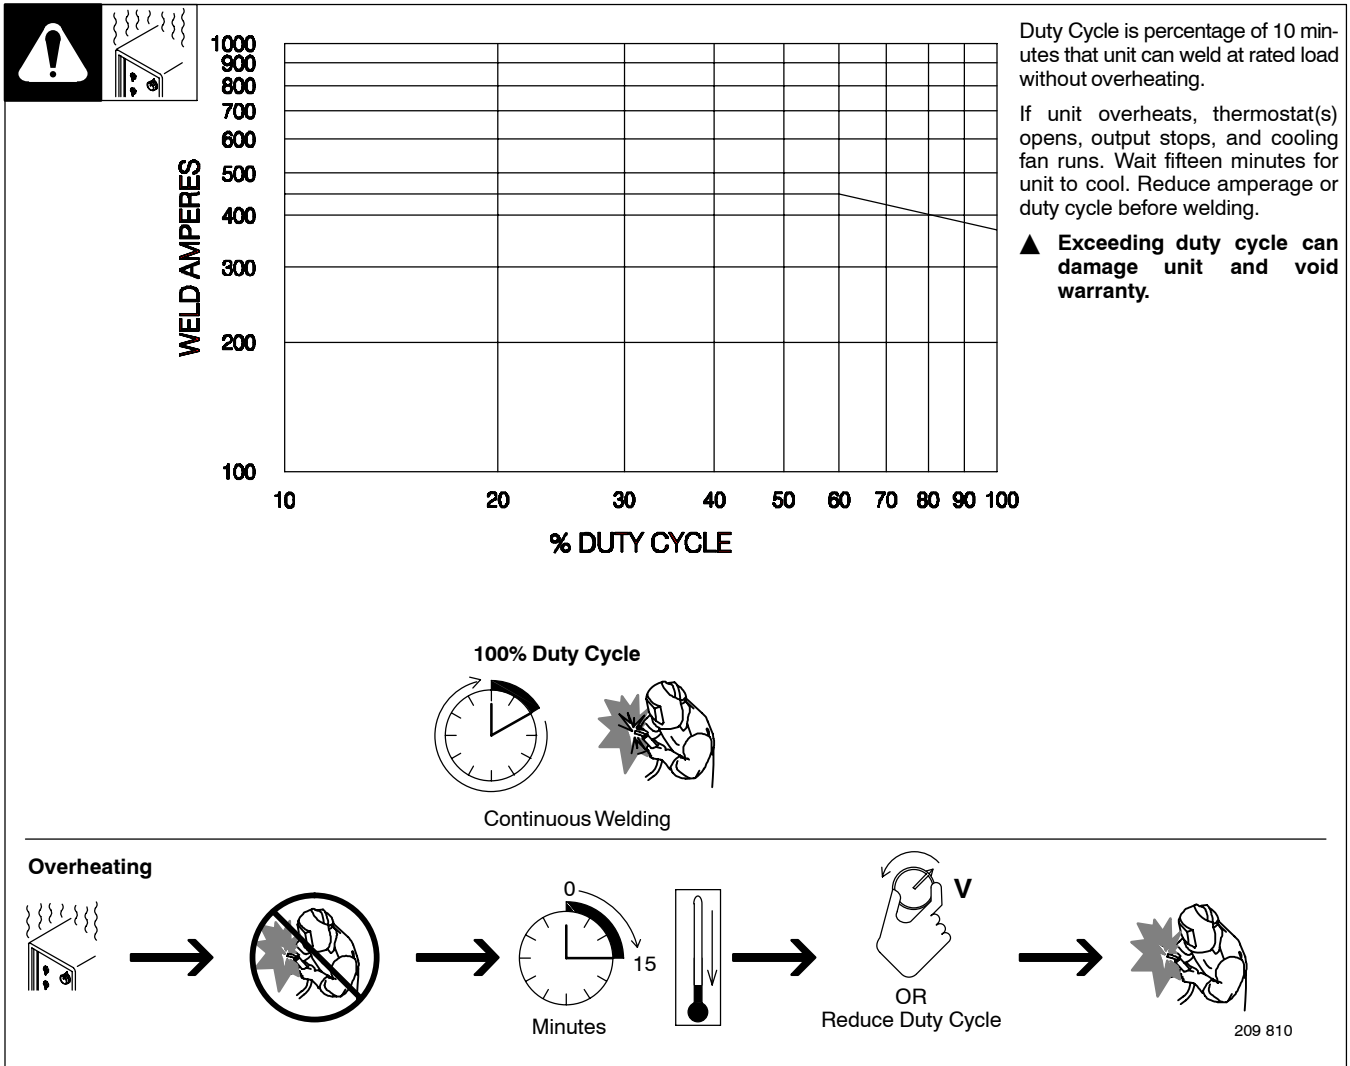 Duty Cycle is percentage of 10 min-
utes that unit can weld at rated load
without overheating.
If unit overheats, thermostat(s)
opens, output stops, and cooling
fan runs. Wait fifteen minutes for
unit to cool. Reduce amperage or
duty cycle before welding.
Exceeding duty cycle can
damage unit and void
warranty.
WELD AMPERES
1000
900
800
700
600
500
400
300
200
100
10 20 30 40 50 60 70 80 90 100
% DUTY CYCLE
100% Duty Cycle
Continuous Welding
Overheating
0
15
Minutes
V
OR
Reduce Duty Cycle
209 810